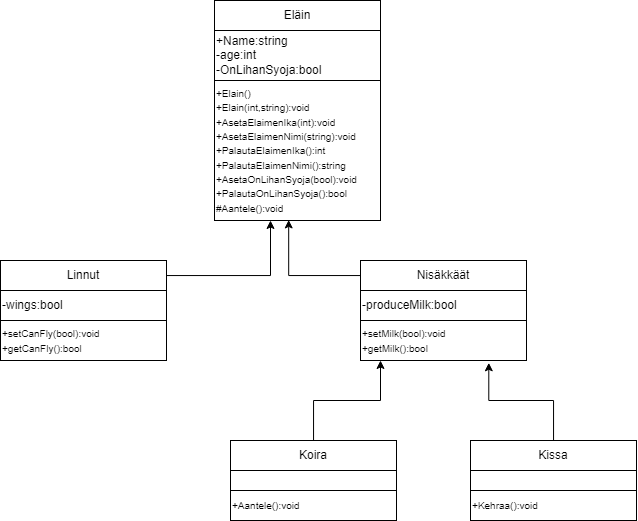 Eläin
+Name:string
-age:int
-OnLihanSyoja:bool
+Elain()
+Elain(int,string):void
+AsetaElaimenIka(int):void
+AsetaElaimenNimi(string):void
+PalautaElaimenIka():int
+PalautaElaimenNimi():string
+AsetaOnLihanSyoja(bool):void
+PalautaOnLihanSyoja():bool
#Aantele():void
Linnut
-wings:bool
+setCanFly(bool):void
+getCanFly():bool
Nisäkkäät
-produceMilk:bool
+setMilk(bool):void
+getMilk():bool
Koira
+Aantele():void
Kissa
+Kehraa():void